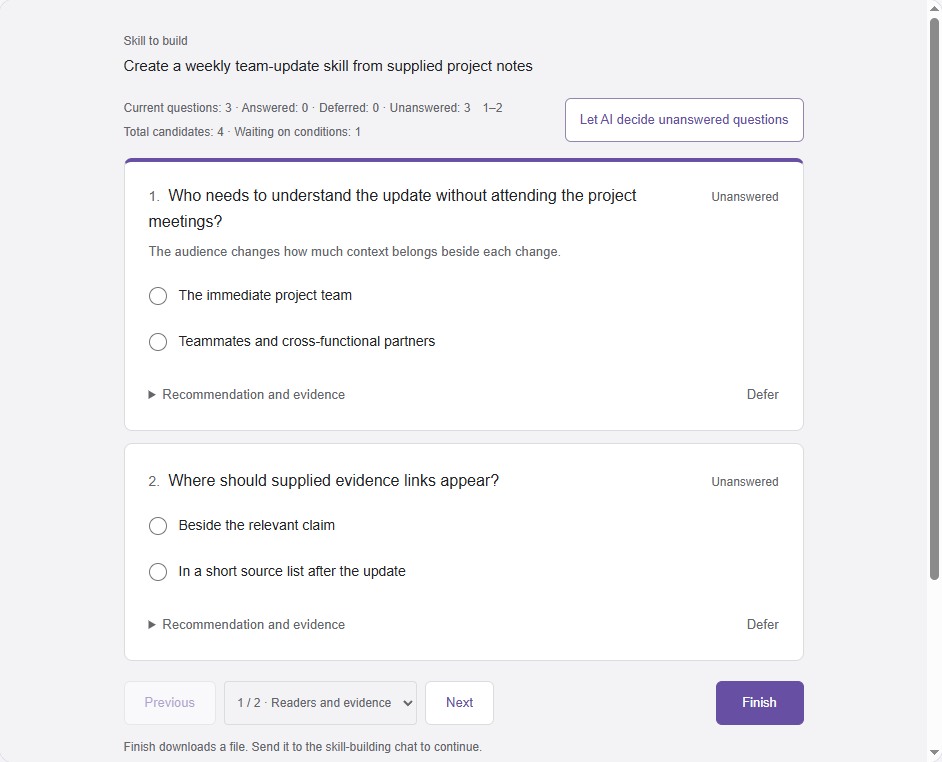 Skill to build
Create a weekly team-update skill from supplied project notes
Current questions: 3 · Answered: 0 · Deferred: 0 · Unanswered: 3 1–2
Total candidates: 4 · Waiting on conditions: 1
Let AI decide unanswered questions
1. Who needs to understand the update without attending the project
meetings?
Unanswered
The audience changes how much context belongs beside each change.
The immediate project team
Teammates and cross-functional partners
Recommendation and evidence
Defer
2. Where should supplied evidence links appear?
Unanswered
Beside the relevant claim
In a short source list after the update
Recommendation and evidence
Defer
Previous
1 / 2 · Readers and evidence
Next
Finish
Finish downloads a file. Send it to the skill-building chat to continue.